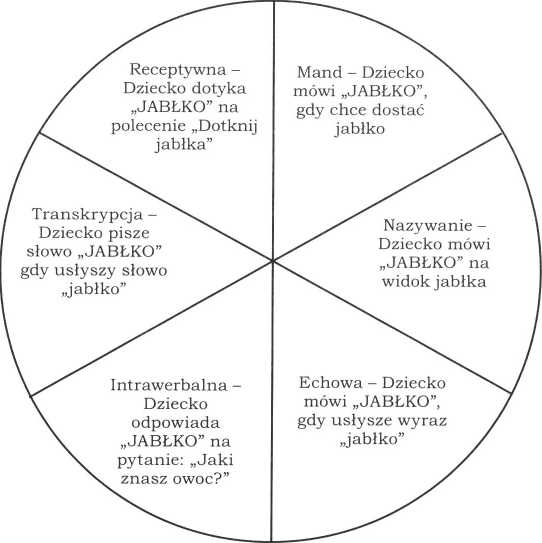 Receptywna –
Dziecko dotyka
„JABŁKO” na
polecenie „Dotknij
jabłka”
Mand – Dziecko
mówi „JABŁKO”,
gdy chce dostać
jabłko
Transkrypcja –
Dziecko pisze
słowo „JABŁKO”
gdy usłyszy słowo
„jabłko”
Nazywanie –
Dziecko mówi
„JABŁKO” na
widok jabłka
Intrawerbalna –
Dziecko
odpowiada
„JABŁKO” na
pytanie: „Jaki
znasz owoc?”
Echowa – Dziecko
mówi „JABŁKO”,
gdy usłysze wyraz
„jabłko”